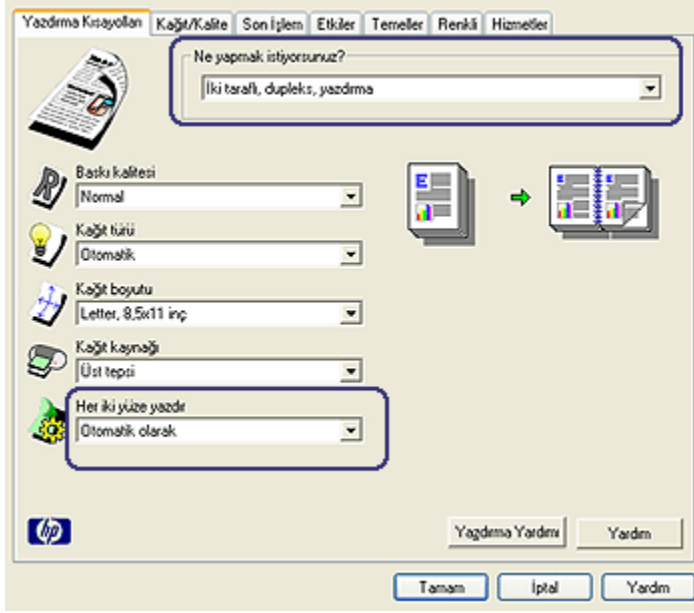 Yazdırma Kısayolları Kağıt/Kalite Son İşlem Etkiler Temeller Renkli Hizmetler
Ne yapmak istiyorsunuz?
İki taraflı, dupleks, yazdırma
Baskı kalitesi
Normal
Kağıt türü
Otomatik
Kağıt boyutu
Letter, 8,5x11 inç
Kağıt kaynağı
Üst tepsi
Her iki yüze yazdır
Otomatik olarak
hp
Yazdırma Yardımı Yardım
Tamam İptal Yardım